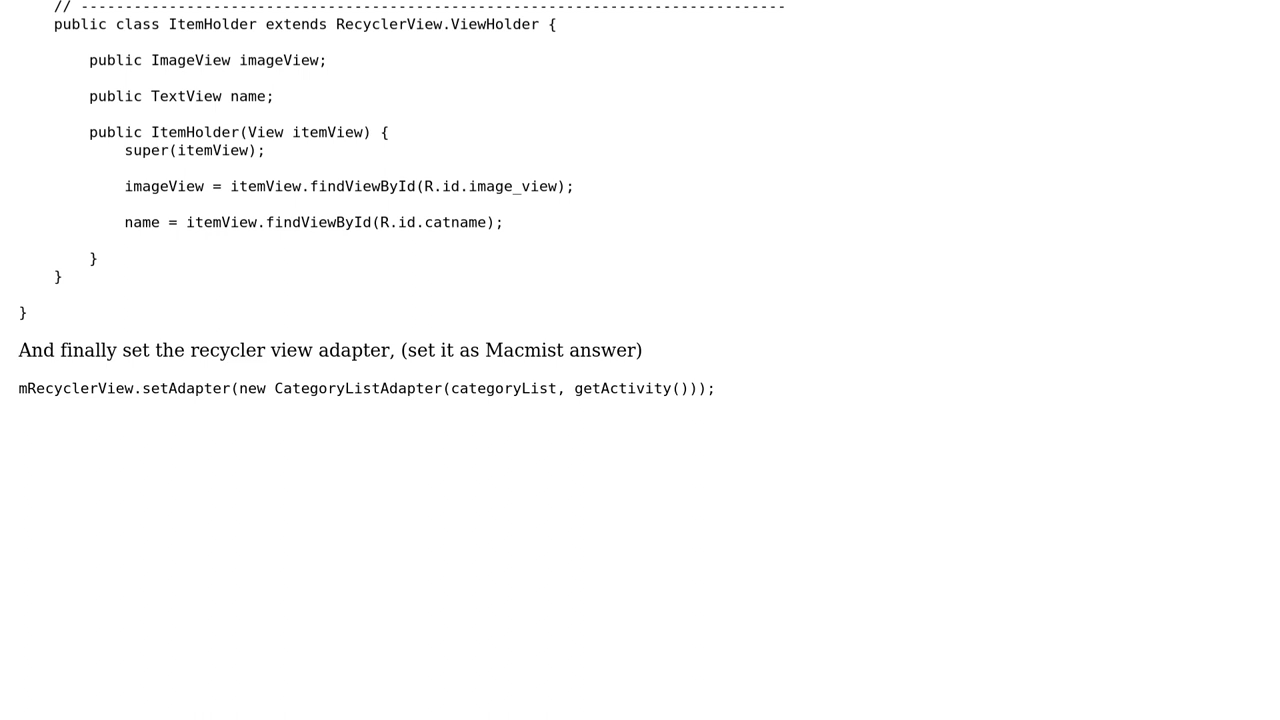 // --------------------------------------------------------------------------------
public class ItemHolder extends RecyclerView.ViewHolder {
public ImageView imageView;
public TextView name;
public ItemHolder(View itemView) {
super(itemView);
imageView = itemView.findViewById(R.id.image_view);
name = itemView.findViewById(R.id.catname);
}
}
}
And finally set the recycler view adapter, (set it as Macmist answer)
mRecyclerView.setAdapter(new CategoryListAdapter(categoryList, getActivity()));